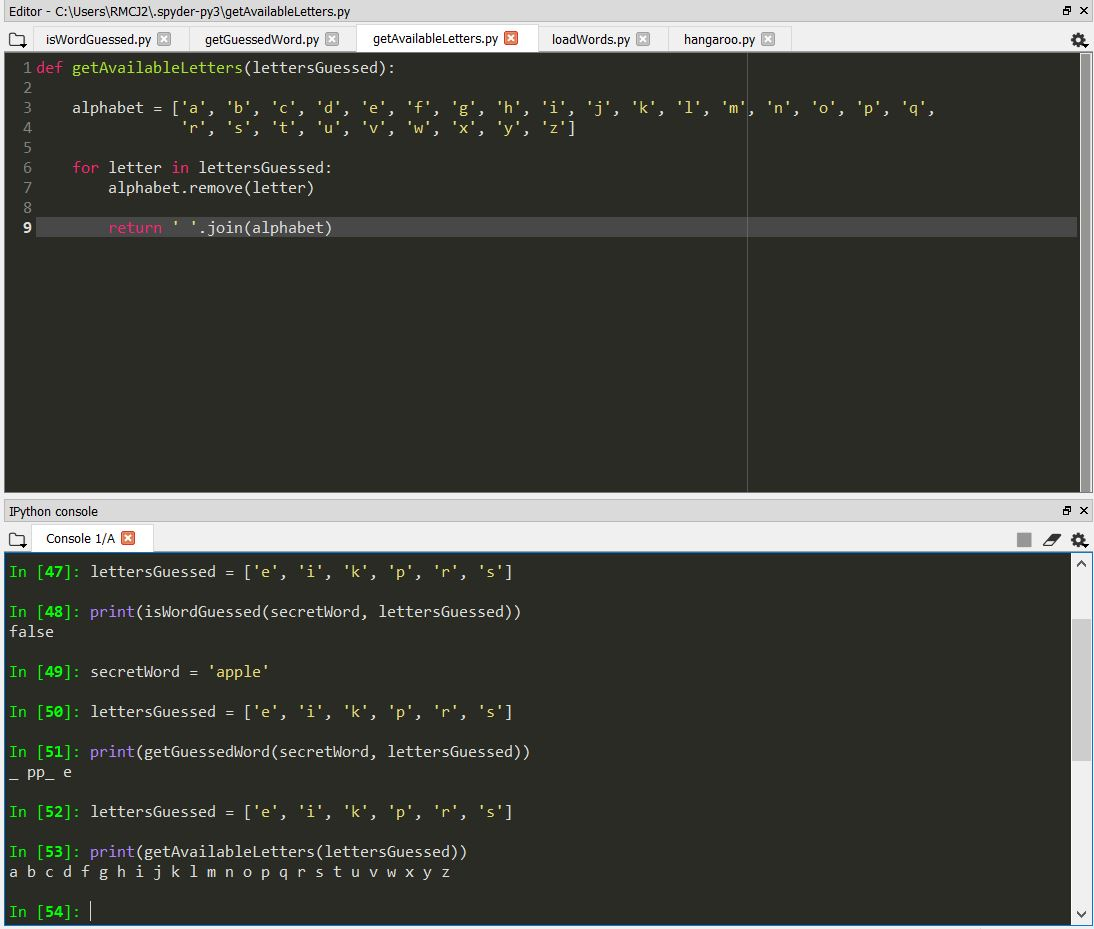 Editor - C:\Users\RMCJ2\.spyder-py3\getAvailableLetters.py
isWordGuessed.py getGuessedWord.py getAvailableLetters.py loadWords.py hangaroo.py
1 def getAvailableLetters(lettersGuessed):
2
3     alphabet = ['a', 'b', 'c', 'd', 'e', 'f', 'g', 'h', 'i', 'j', 'k', 'l', 'm', 'n', 'o', 'p', 'q',
4                 'r', 's', 't', 'u', 'v', 'w', 'x', 'y', 'z']
5
6     for letter in lettersGuessed:
7         alphabet.remove(letter)
8
9         return ' '.join(alphabet)
IPython console
Console 1/A
In [47]: lettersGuessed = ['e', 'i', 'k', 'p', 'r', 's']
In [48]: print(isWordGuessed(secretWord, lettersGuessed))
false
In [49]: secretWord = 'apple'
In [50]: lettersGuessed = ['e', 'i', 'k', 'p', 'r', 's']
In [51]: print(getGuessedWord(secretWord, lettersGuessed))
_ pp_ e
In [52]: lettersGuessed = ['e', 'i', 'k', 'p', 'r', 's']
In [53]: print(getAvailableLetters(lettersGuessed))
a b c d f g h i j k l m n o p q r s t u v w x y z
In [54]: